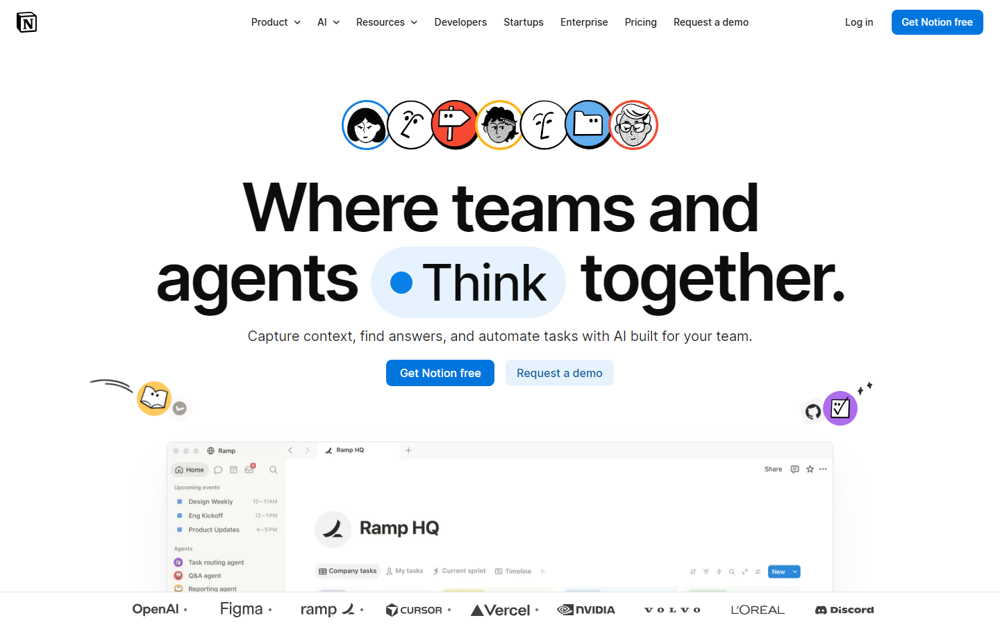 N
Product AI Resources Developers Startups Enterprise Pricing Request a demo
Log in
Get Notion free
Where teams and
agents Think together.
Capture context, find answers, and automate tasks with AI built for your team.
Get Notion free
Request a demo
Ramp
Ramp HQ
Home
Share
Upcoming events
Design Weekly 10–11AM
Eng Kickoff 12–1PM
Product Updates 4–5PM
Ramp HQ
Agents
Task routing agent
Q&A agent
Reporting agent
Company tasks My tasks Current sprint Timeline
New
OpenAI Figma ramp CURSOR Vercel NVIDIA VOLVO L'ORÉAL Discord